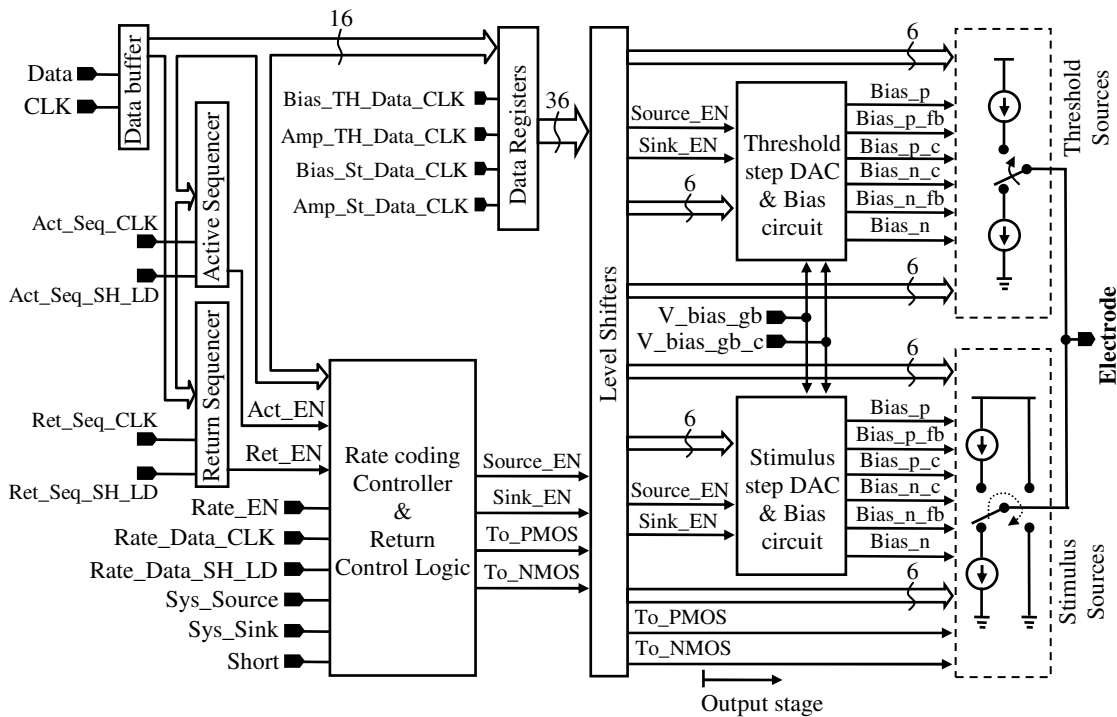 Data
CLK
Data buffer
16
Bias_TH_Data_CLK
Amp_TH_Data_CLK
Bias_St_Data_CLK
Amp_St_Data_CLK
Data Registers
36
Act_Seq_CLK
Act_Seq_SH_LD
Active Sequencer
Ret_Seq_CLK
Ret_Seq_SH_LD
Return Sequencer
Act_EN
Ret_EN
Rate_EN
Rate_Data_CLK
Rate_Data_SH_LD
Sys_Source
Sys_Sink
Short
Rate coding
Controller
&
Return
Control Logic
Source_EN
Sink_EN
To_PMOS
To_NMOS
Level Shifters
6
Source_EN
Sink_EN
6
Threshold
step DAC
& Bias
circuit
Bias_p
Bias_p_fb
Bias_p_c
Bias_n_c
Bias_n_fb
Bias_n
6
Threshold
Sources
V_bias_gb
V_bias_gb_c
Electrode
6
6
Source_EN
Sink_EN
Stimulus
step DAC
& Bias
circuit
Bias_p
Bias_p_fb
Bias_p_c
Bias_n_c
Bias_n_fb
Bias_n
6
To_PMOS
To_NMOS
Stimulus
Sources
Output stage